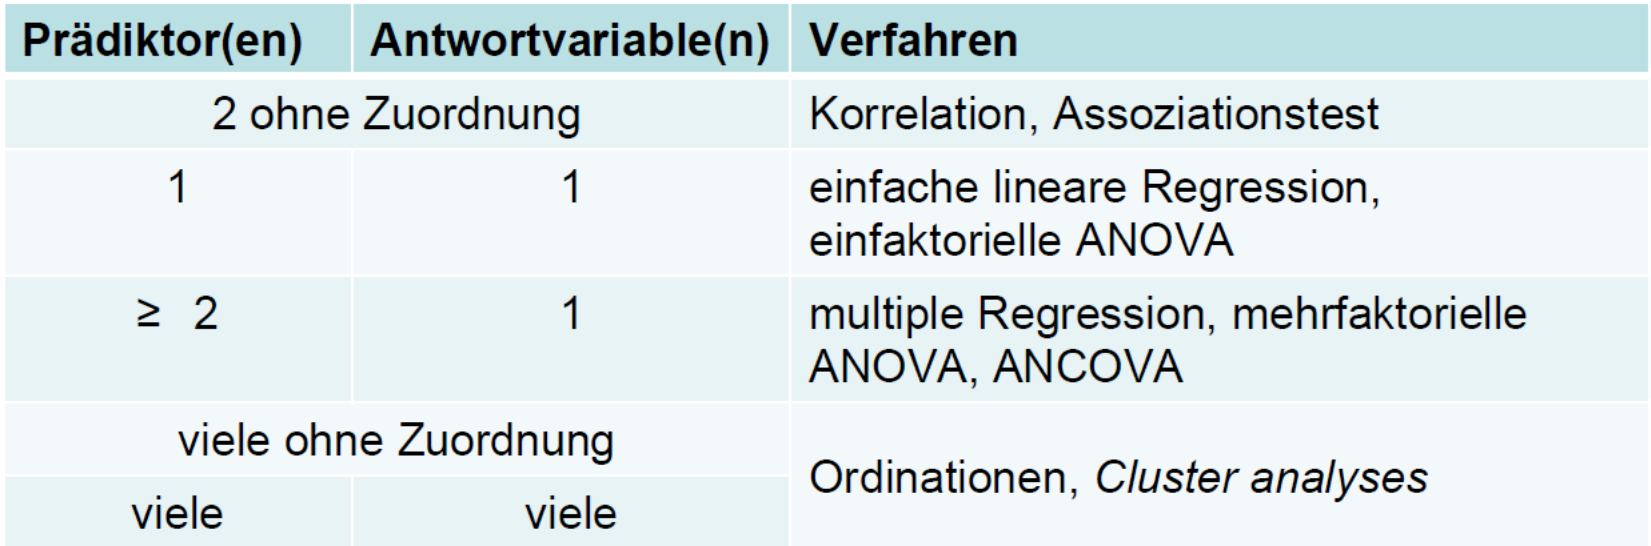 Prädiktor(en) Antwortvariable(n) Verfahren
2 ohne Zuordnung Korrelation, Assoziationstest
1 1 einfache lineare Regression,
einfaktorielle ANOVA
≥ 2 1 multiple Regression, mehrfaktorielle
ANOVA, ANCOVA
viele ohne Zuordnung
Ordinationen, Cluster analyses
viele viele